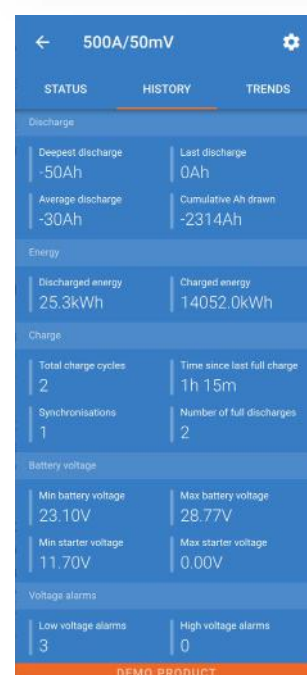 500A/50mV
STATUS HISTORY TRENDS
Discharge
Deepest discharge Last discharge
-50Ah 0Ah
Average discharge Cumulative Ah drawn
-30Ah -2314Ah
Energy
Discharged energy Charged energy
25.3kWh 14052.0kWh
Charge
Total charge cycles Time since last full charge
2 1h 15m
Synchronisations Number of full discharges
1 2
Battery voltage
Min battery voltage Max battery voltage
23.10V 28.77V
Min starter voltage Max starter voltage
11.70V 0.00V
Voltage alarms
Low voltage alarms High voltage alarms
3 0
DEMO PRODUCT